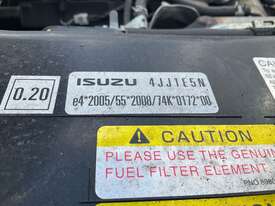 ISUZU 4JJ1E5N
0.20
e4*2005/55*2008/74K*0172*00
CAUTION
PLEASE USE THE GENUIN
FUEL FILTER ELEMENT